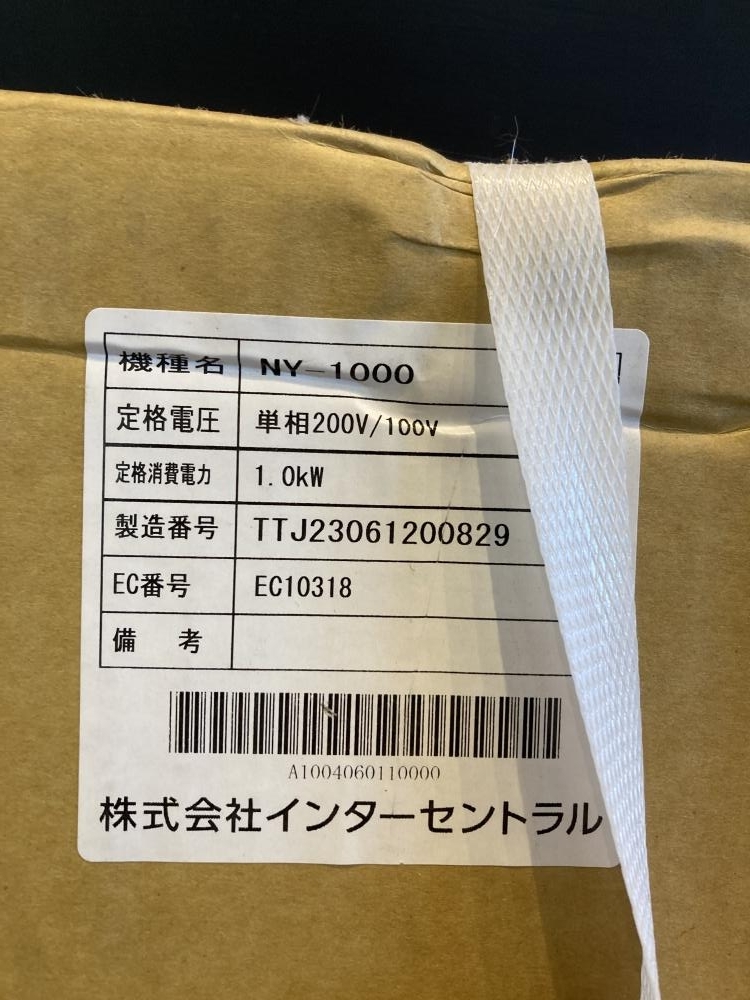 機種名 NY-1000
定格電圧 単相200V/100V
定格消費電力 1.0kW
製造番号 TTJ23061200829
EC番号 EC10318
備 考
A1004060110000
株式会社インターセントラル